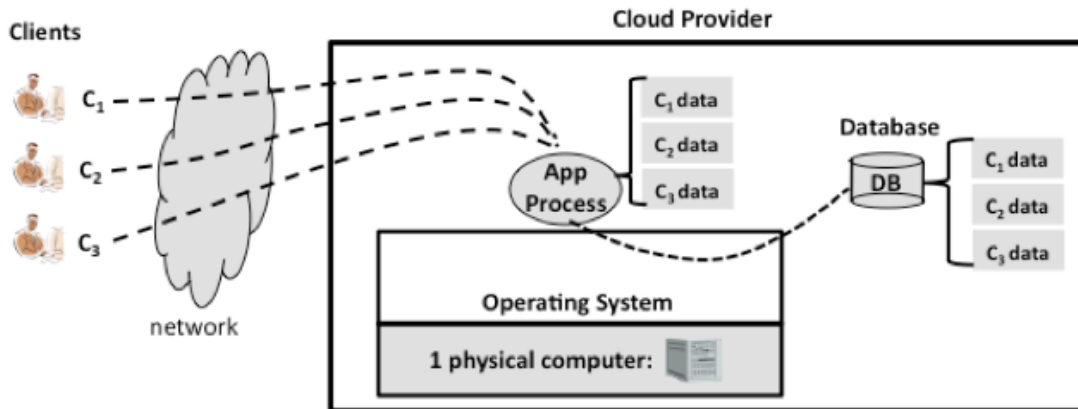 Cloud Provider
Clients
C1
C2
C3
network
App
Process
C1 data
C2 data
C3 data
Database
DB
C1 data
C2 data
C3 data
Operating System
1 physical computer: